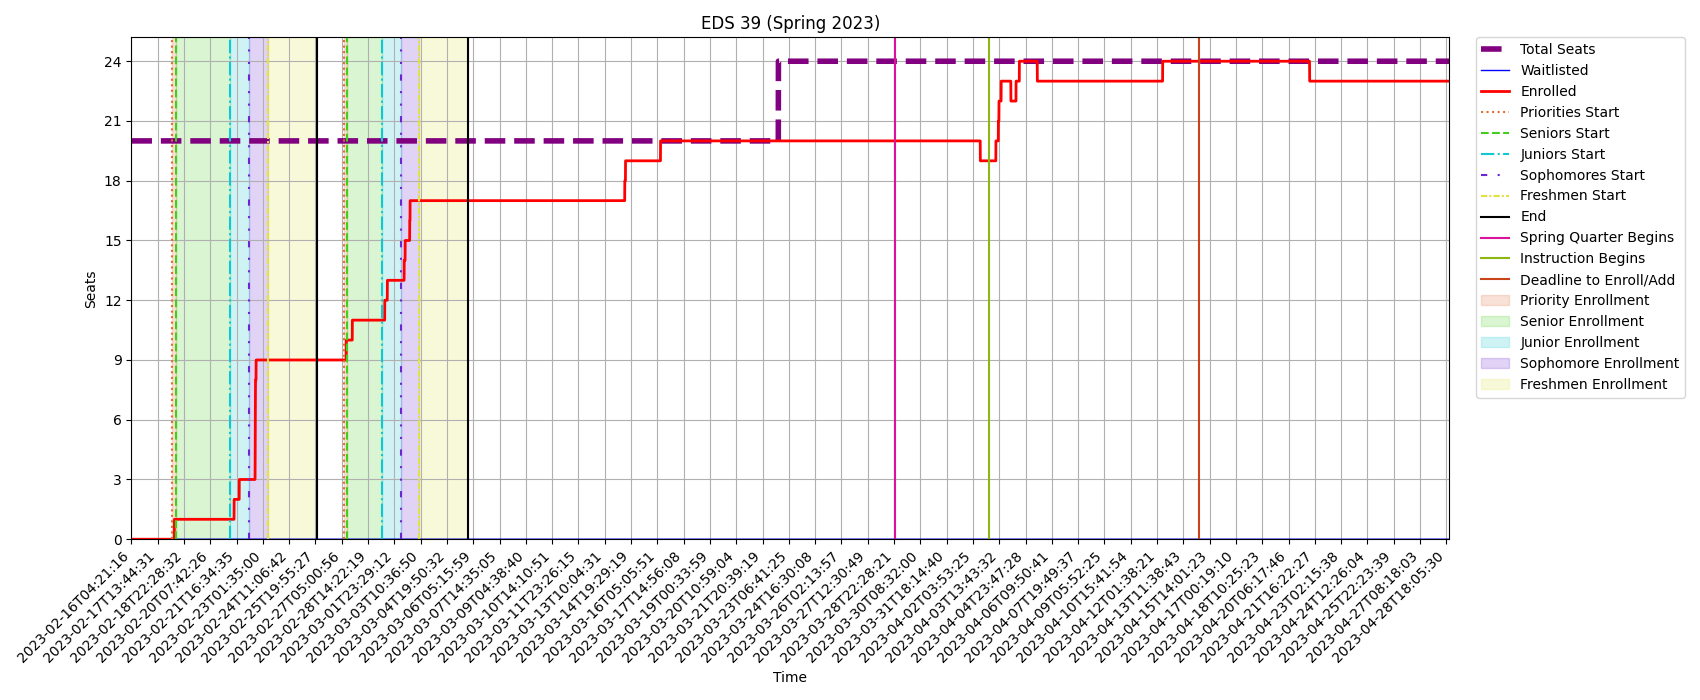 EDS 39 (Spring 2023)
Seats
24
21
18
15
12
9
6
3
0
2023-02-16T04:21:16
2023-02-17T13:44:31
2023-02-18T22:28:32
2023-02-20T07:42:26
2023-02-21T16:34:35
2023-02-23T01:35:00
2023-02-24T11:06:42
2023-02-25T19:55:27
2023-02-27T05:00:56
2023-02-28T14:22:19
2023-03-01T23:29:12
2023-03-03T10:36:50
2023-03-04T19:50:32
2023-03-06T05:15:59
2023-03-07T14:35:05
2023-03-09T04:38:40
2023-03-10T14:10:51
2023-03-11T23:26:15
2023-03-13T10:04:31
2023-03-14T19:29:19
2023-03-16T05:05:51
2023-03-17T14:56:08
2023-03-19T00:33:59
2023-03-20T10:59:04
2023-03-21T20:39:19
2023-03-23T06:41:25
2023-03-24T16:30:08
2023-03-26T02:13:57
2023-03-27T12:30:49
2023-03-28T22:28:21
2023-03-30T08:32:00
2023-03-31T18:14:40
2023-04-02T03:53:25
2023-04-03T13:43:32
2023-04-04T23:47:28
2023-04-06T09:50:41
2023-04-07T19:49:37
2023-04-09T05:52:25
2023-04-10T15:41:54
2023-04-12T01:38:21
2023-04-13T11:38:43
2023-04-15T14:01:23
2023-04-17T00:19:10
2023-04-18T10:25:23
2023-04-20T06:17:46
2023-04-21T16:22:27
2023-04-23T02:15:38
2023-04-24T12:26:04
2023-04-25T22:23:39
2023-04-27T08:18:03
2023-04-28T18:05:30
Time
Total Seats
Waitlisted
Enrolled
Priorities Start
Seniors Start
Juniors Start
Sophomores Start
Freshmen Start
End
Spring Quarter Begins
Instruction Begins
Deadline to Enroll/Add
Priority Enrollment
Senior Enrollment
Junior Enrollment
Sophomore Enrollment
Freshmen Enrollment